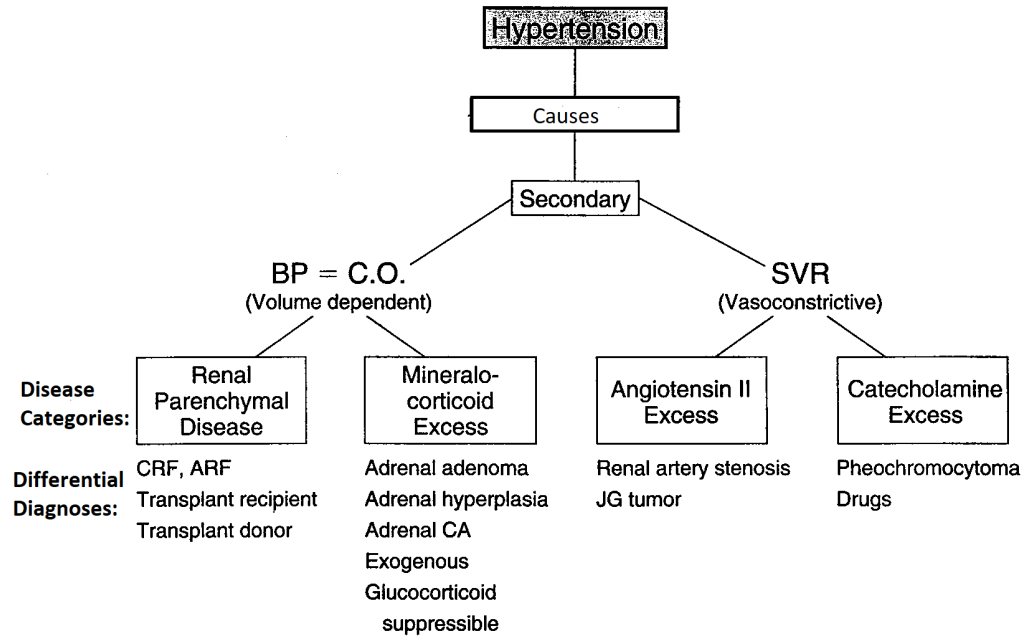 Hypertension
Causes
Secondary
BP = C.O.
(Volume dependent)
SVR
(Vasoconstrictive)
Disease
Categories:
Renal
Parenchymal
Disease
Mineralo-
corticoid
Excess
Angiotensin II
Excess
Catecholamine
Excess
Differential
Diagnoses:
CRF, ARF
Transplant recipient
Transplant donor
Adrenal adenoma
Adrenal hyperplasia
Adrenal CA
Exogenous
Glucocorticoid
suppressible
Renal artery stenosis
JG tumor
Pheochromocytoma
Drugs